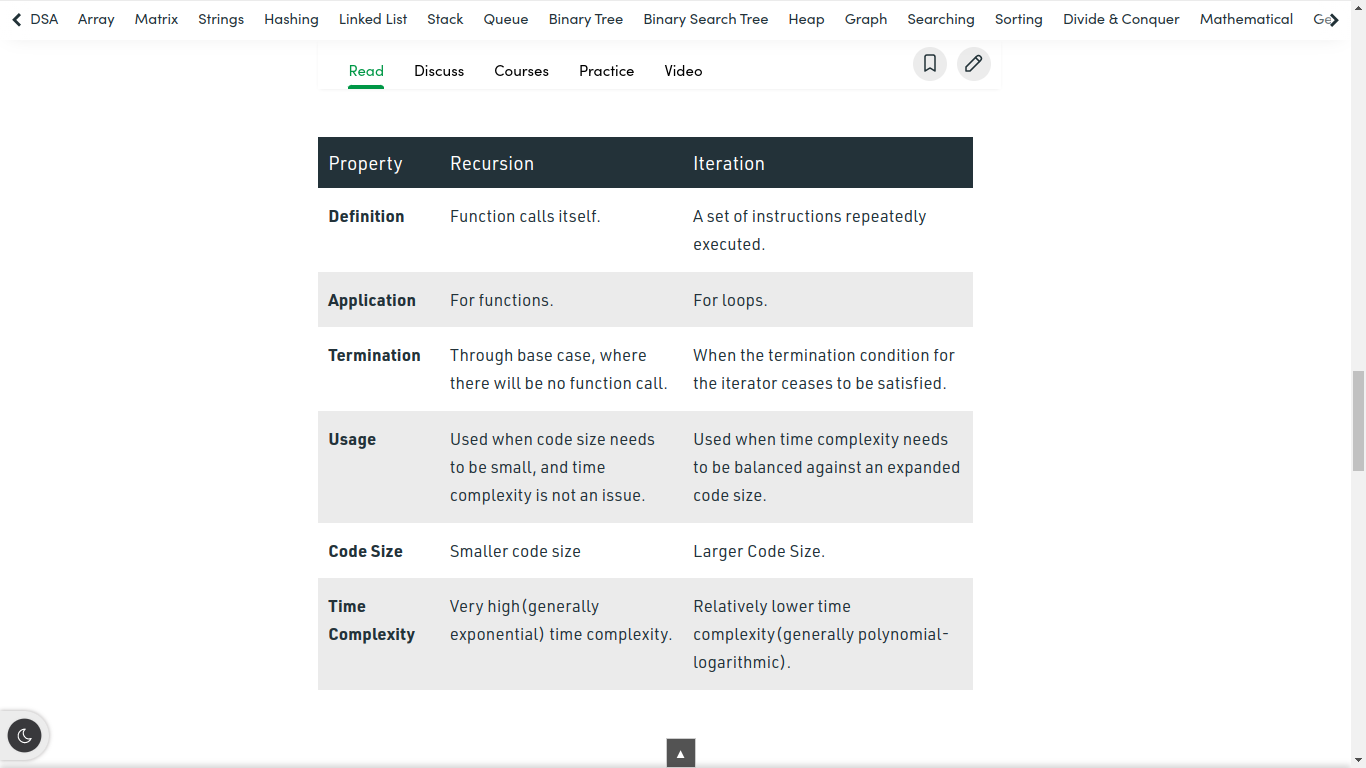 DSA Array Matrix Strings Hashing Linked List Stack Queue Binary Tree Binary Search Tree Heap Graph Searching Sorting Divide & Conquer Mathematical Ge
Read Discuss Courses Practice Video
Property Recursion Iteration
Definition Function calls itself. A set of instructions repeatedly
executed.
Application For functions. For loops.
Termination Through base case, where When the termination condition for
there will be no function call. the iterator ceases to be satisfied.
Usage Used when code size needs Used when time complexity needs
to be small, and time to be balanced against an expanded
complexity is not an issue. code size.
Code Size Smaller code size Larger Code Size.
Time Very high(generally Relatively lower time
Complexity exponential) time complexity. complexity(generally polynomial-
logarithmic).